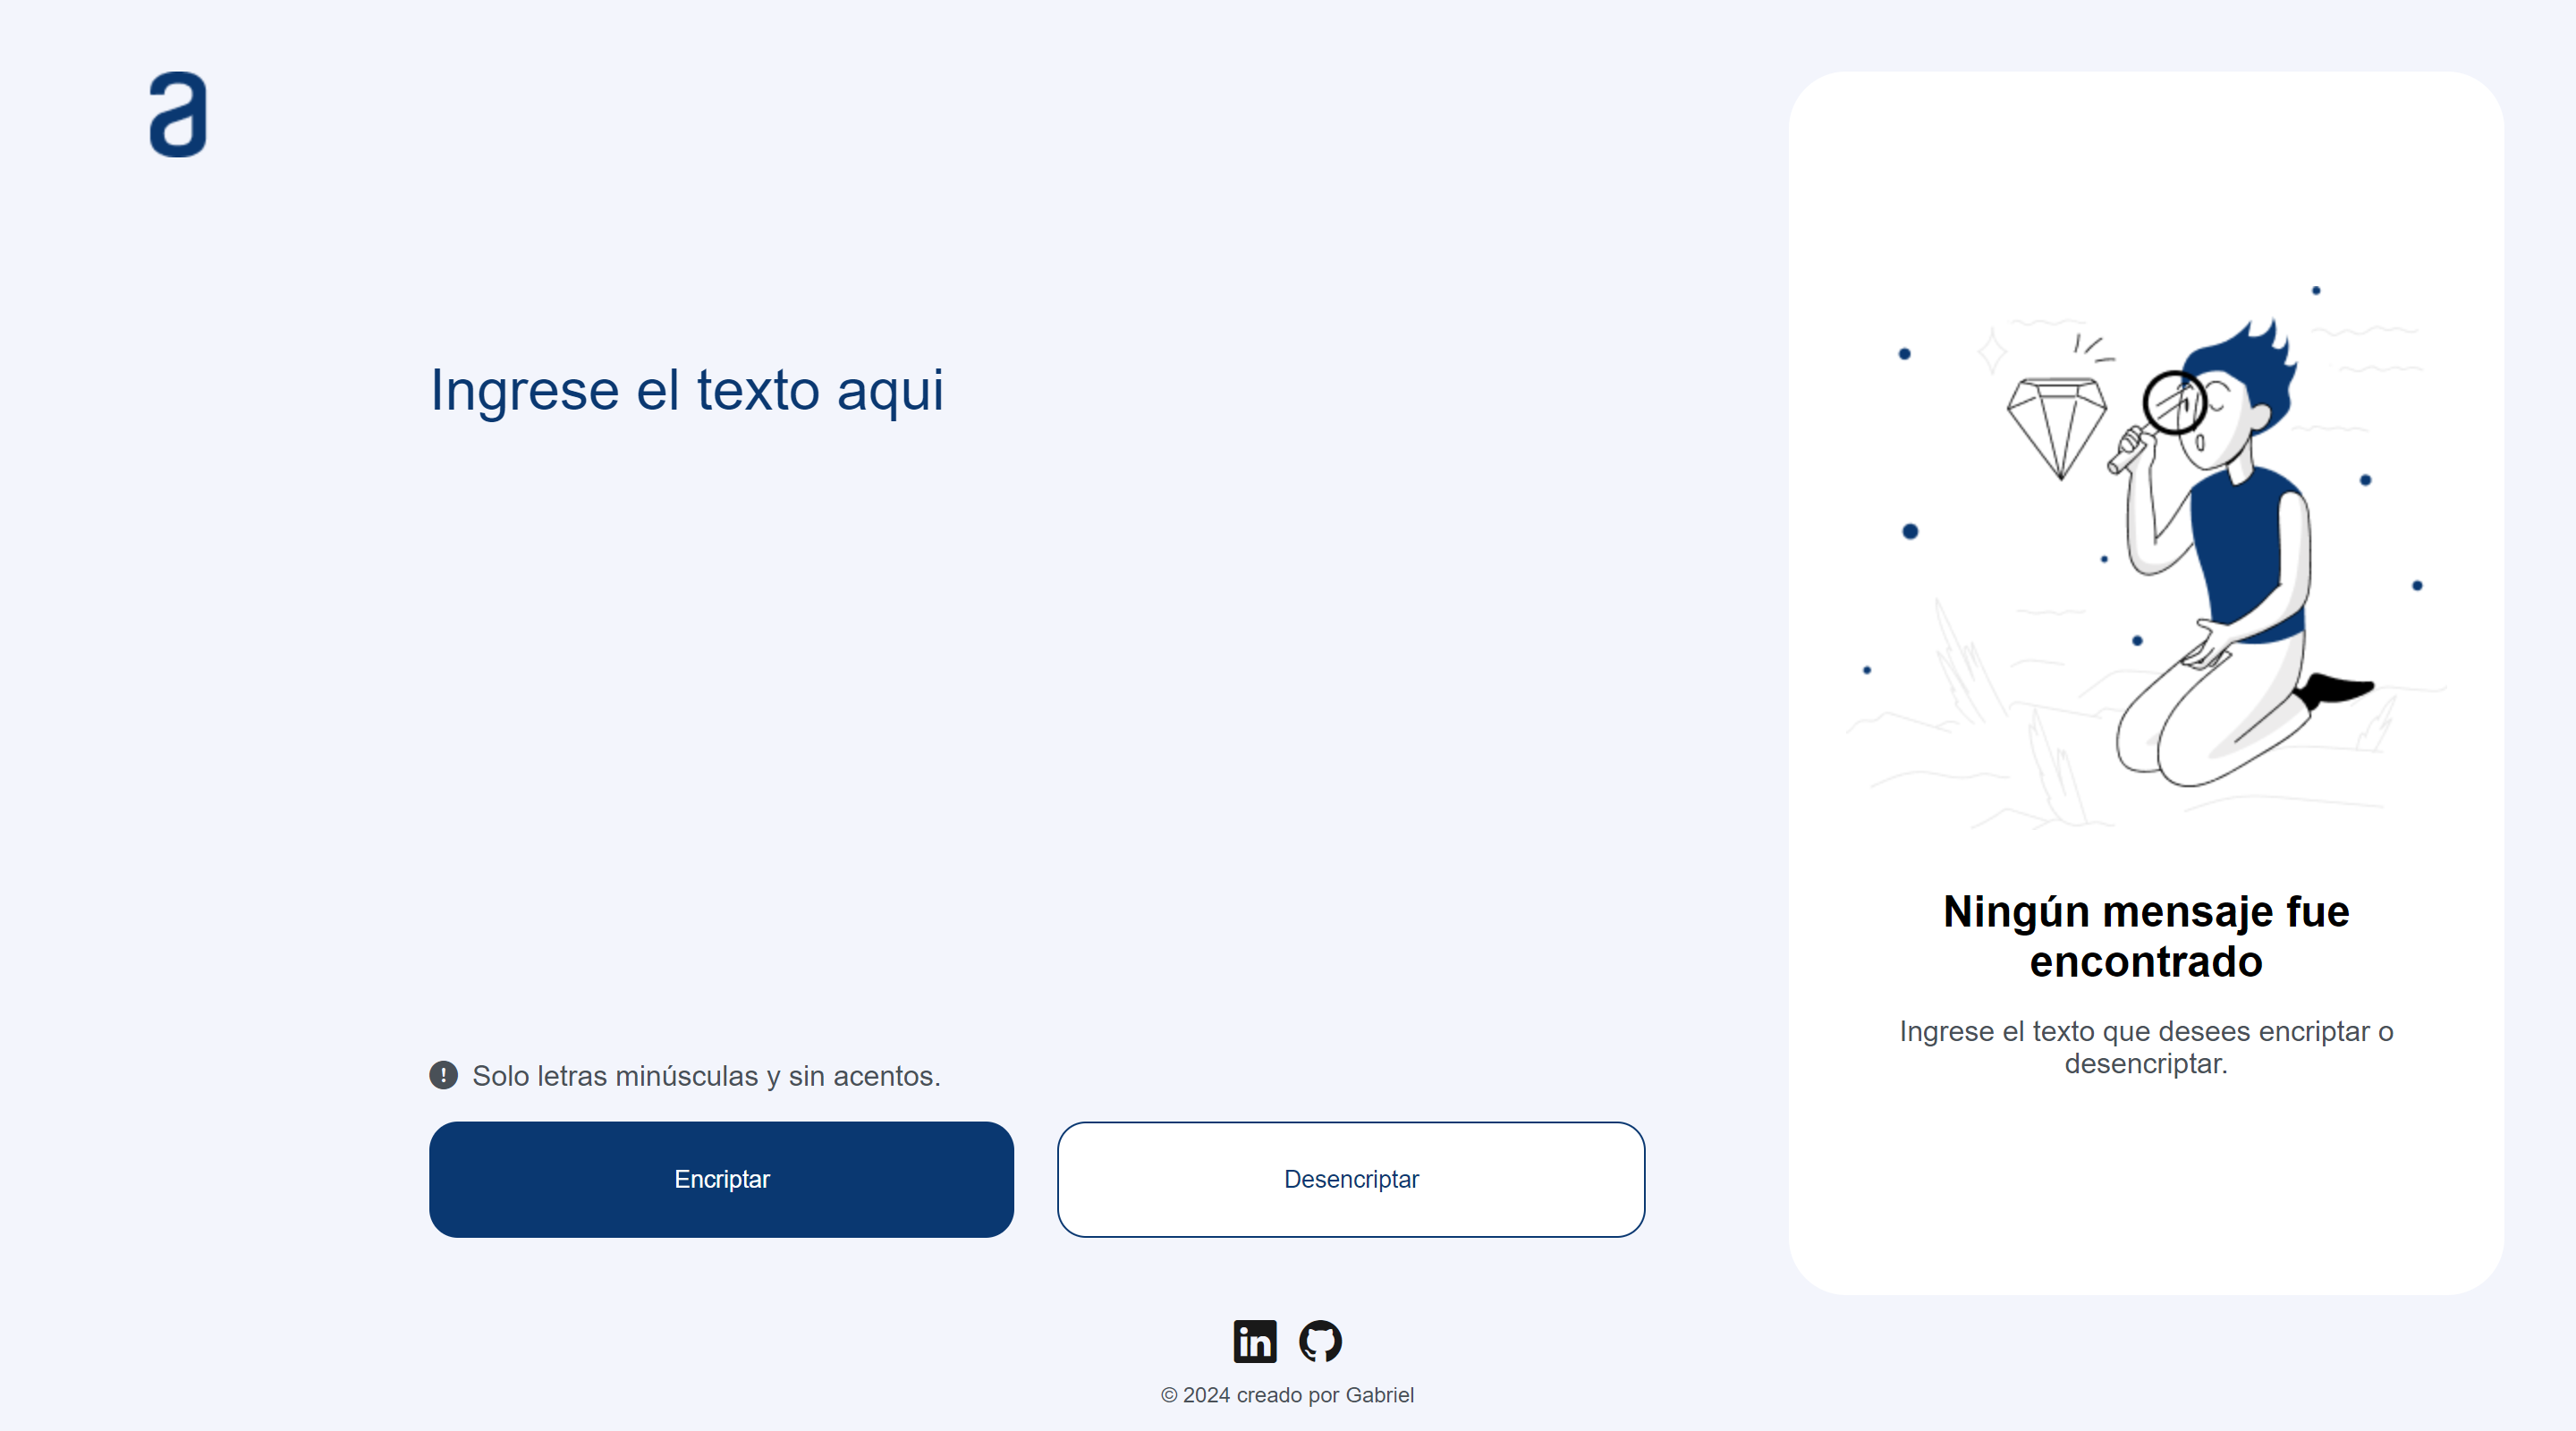 a
Ingrese el texto aqui
Solo letras minúsculas y sin acentos.
Encriptar
Desencriptar
Ningún mensaje fue
encontrado
Ingrese el texto que desees encriptar o
desencriptar.
in
© 2024 creado por Gabriel